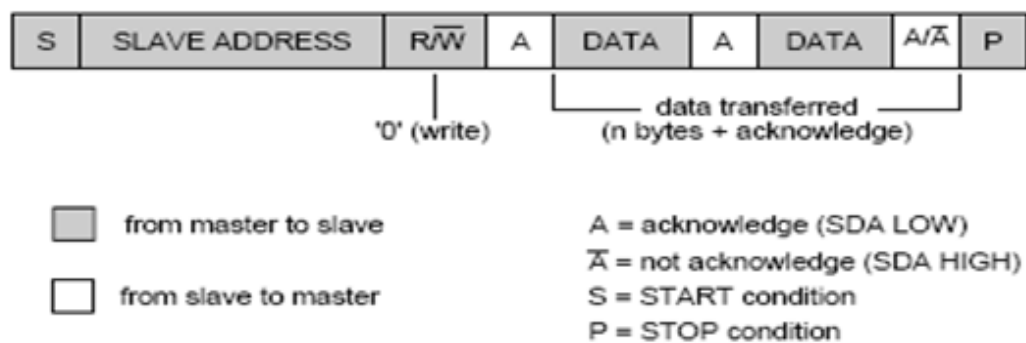 S SLAVE ADDRESS R/W̅ A DATA A DATA A/A̅ P
'0' (write)
data transferred
(n bytes + acknowledge)
from master to slave
from slave to master
A = acknowledge (SDA LOW)
A̅ = not acknowledge (SDA HIGH)
S = START condition
P = STOP condition